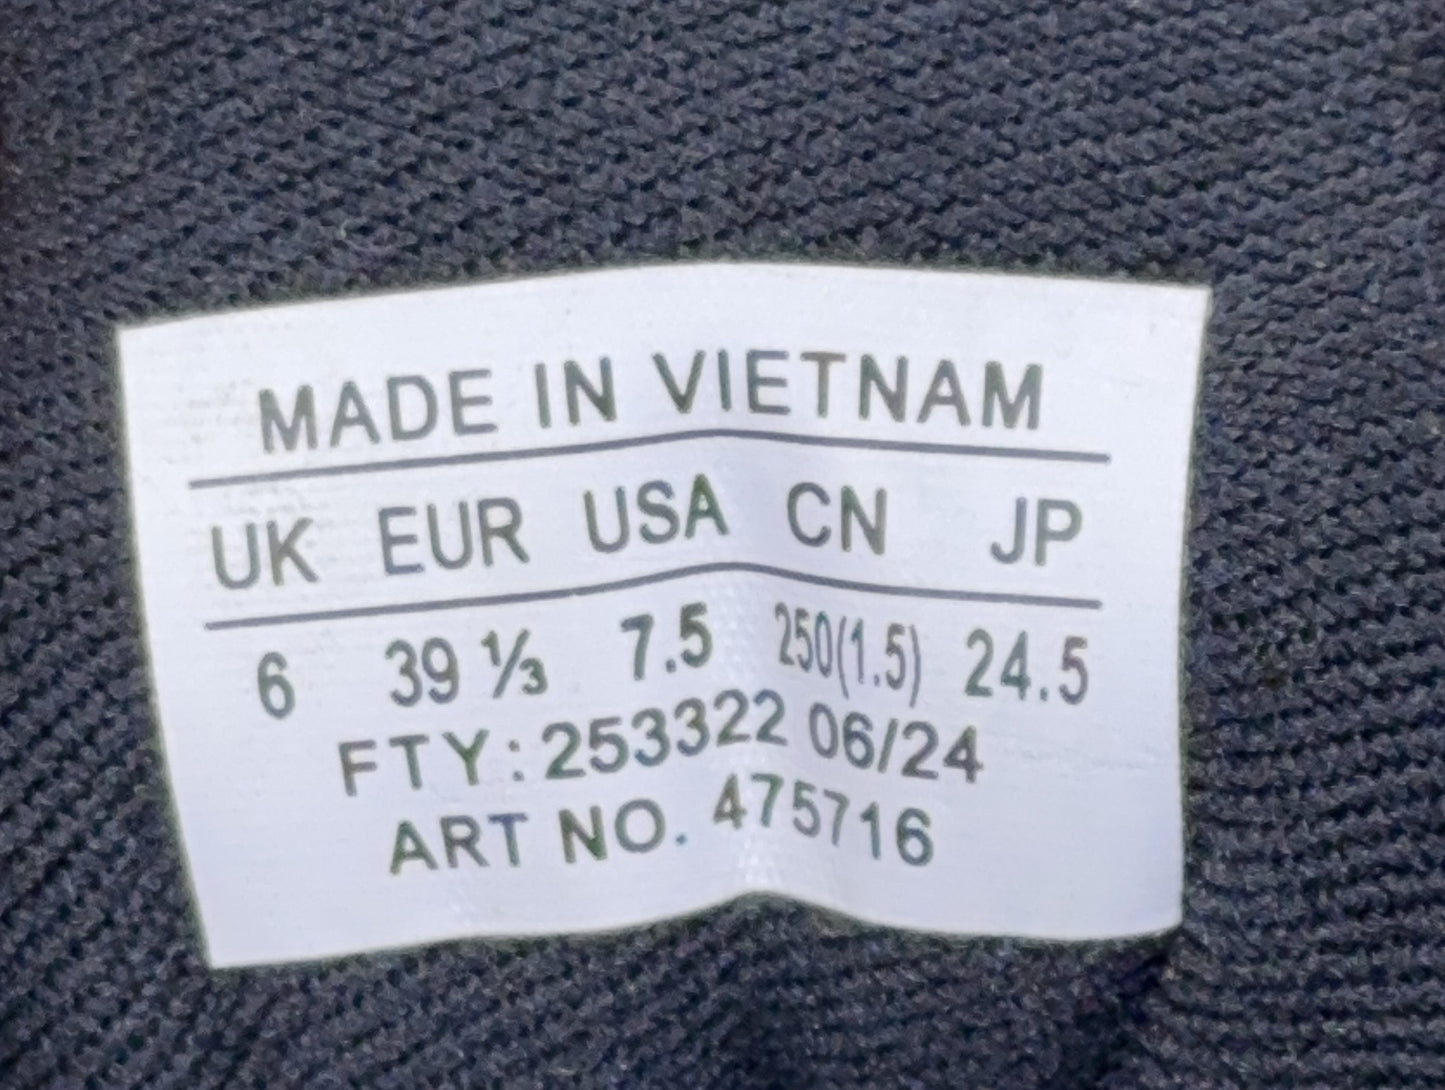 MADE IN VIETNAM
UK EUR USA CN JP
6 39 ⅓ 7.5 250(1.5) 24.5
FTY: 253322 06/24
ART NO. 475716